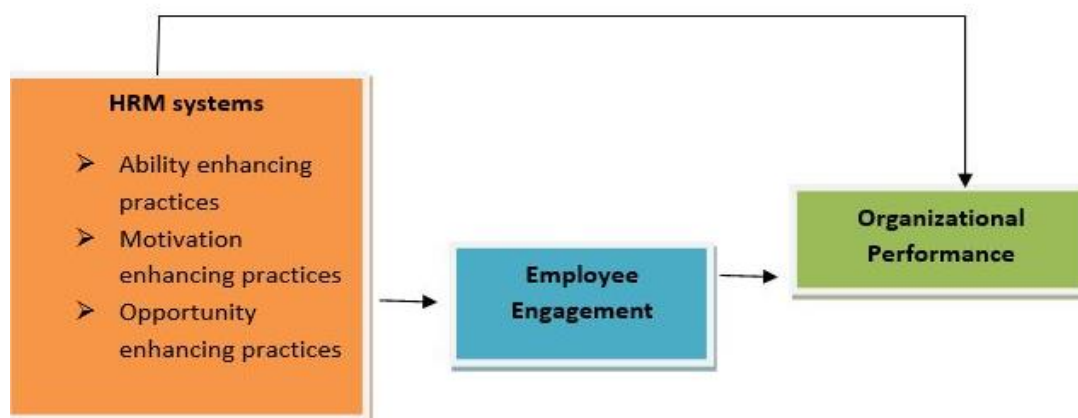 HRM systems
➢ Ability enhancing
practices
➢ Motivation
enhancing practices
➢ Opportunity
enhancing practices
Employee
Engagement
Organizational
Performance